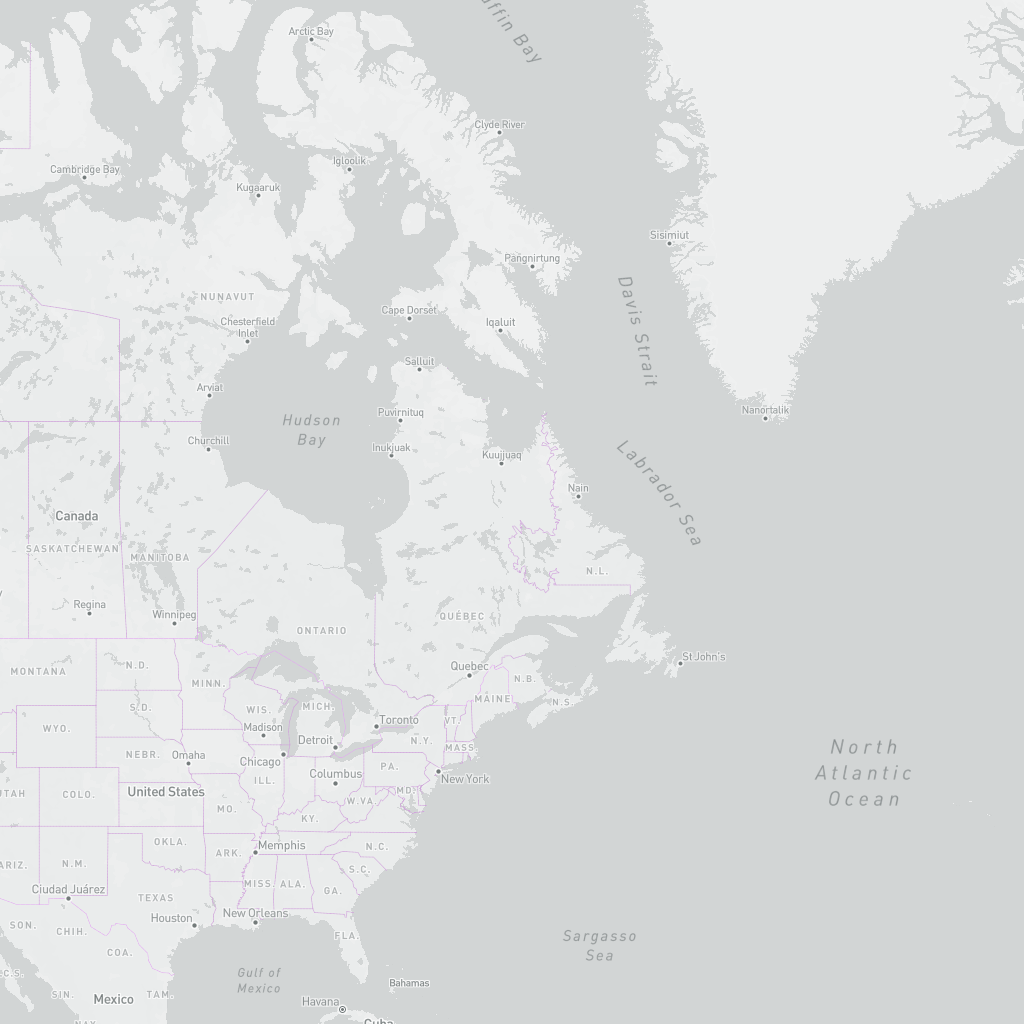 Baffin Bay
Arctic Bay
Clyde River
Igloolik
Cambridge Bay
Kugaaruk
Sisimiut
Pangnirtung
NUNAVUT
Davis Strait
Cape Dorset
Chesterfield
Inlet
Iqaluit
Salluit
Arviat
Puvirnituq
Nanortalik
Hudson
Bay
Churchill
Inukjuak
Kuujjuaq
Labrador Sea
Nain
Canada
SASKATCHEWAN
MANITOBA
N.L.
Regina
Winnipeg
QUÉBEC
ONTARIO
St John's
Quebec
MONTANA
N.D.
MINN.
N.B.
MAINE
N.S.
S.D.
WIS.
MICH.
VT.
Toronto
WYO.
Madison
Detroit
N.Y.
MASS
NEBR.
Omaha
Chicago
PA.
North
Atlantic
Ocean
Columbus
New York
ILL.
UTAH
COLO.
United States
MD.
W.VA.
MO.
KY.
OKLA.
ARK.
Memphis
N.C.
ARIZ.
N.M.
S.C.
MISS.
ALA.
GA.
Ciudad Juárez
TEXAS
Houston
New Orleans
SON.
CHIH.
FLA.
Sargasso
Sea
COA.
Gulf of
Mexico
Bahamas
C.S.
SIN.
Mexico
TAM.
Havana
NAY.
Cuba